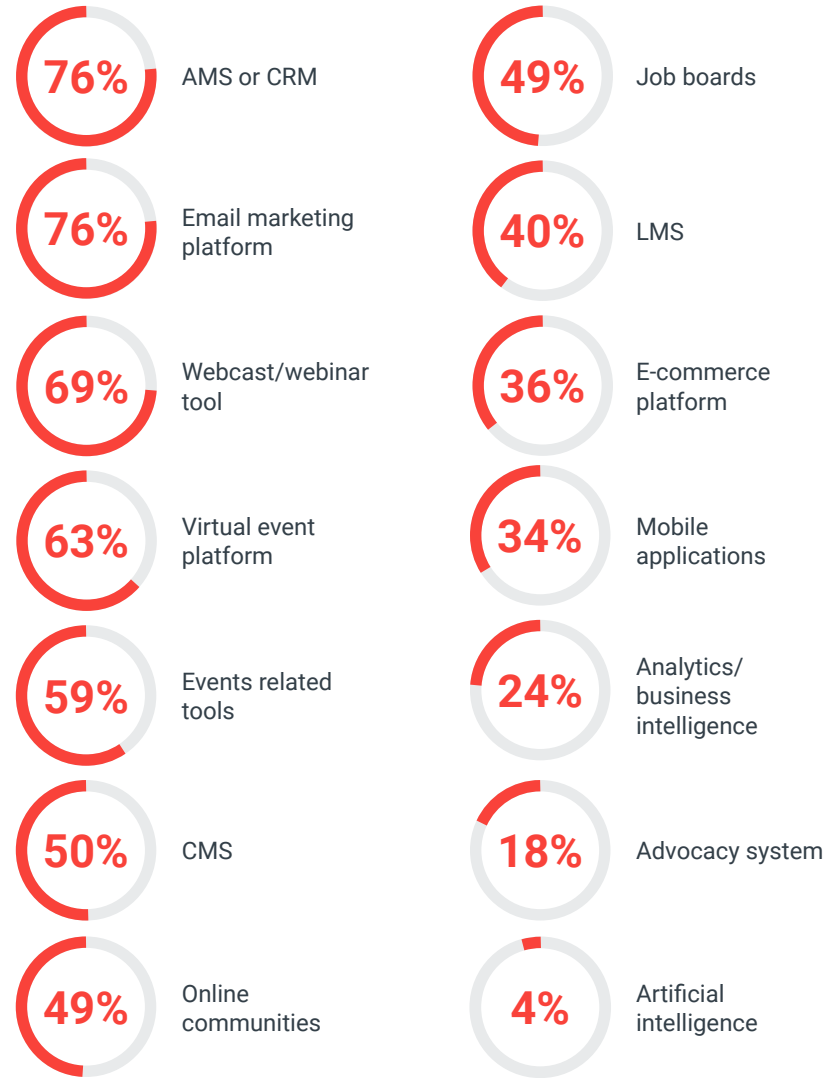 76%
AMS or CRM
76%
Email marketing
platform
69%
Webcast/webinar
tool
63%
Virtual event
platform
59%
Events related
tools
50%
CMS
49%
Online
communities
49%
Job boards
40%
LMS
36%
E-commerce
platform
34%
Mobile
applications
24%
Analytics/
business
intelligence
18%
Advocacy system
4%
Artificial
intelligence